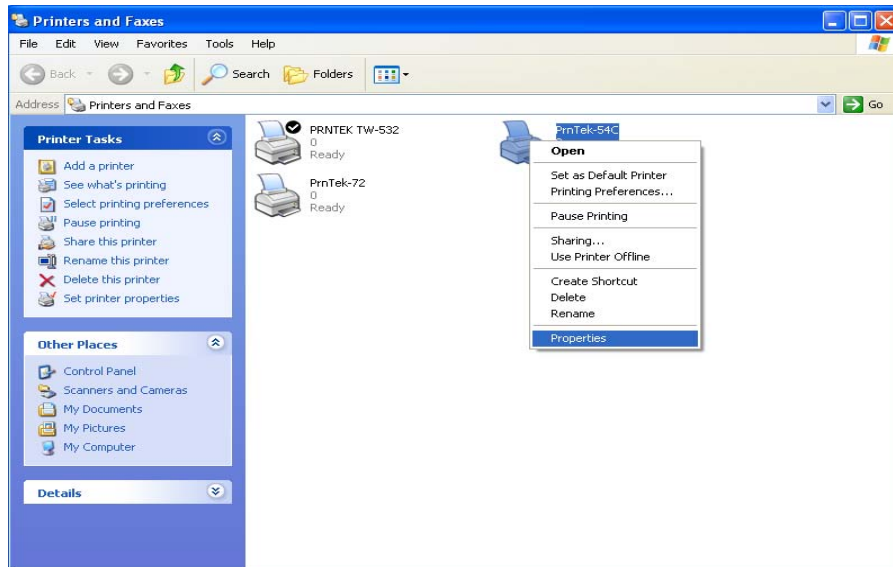 Printers and Faxes
File Edit View Favorites Tools Help
Back Search Folders
Address Printers and Faxes Go
Printer Tasks
Add a printer
See what's printing
Select printing preferences
Pause printing
Share this printer
Rename this printer
Delete this printer
Set printer properties
Other Places
Control Panel
Scanners and Cameras
My Documents
My Pictures
My Computer
Details
PRNTEK TW-532
0
Ready
PrnTek-72
0
Ready
PrnTek-54C
Open
Set as Default Printer
Printing Preferences...
Pause Printing
Sharing...
Use Printer Offline
Create Shortcut
Delete
Rename
Properties